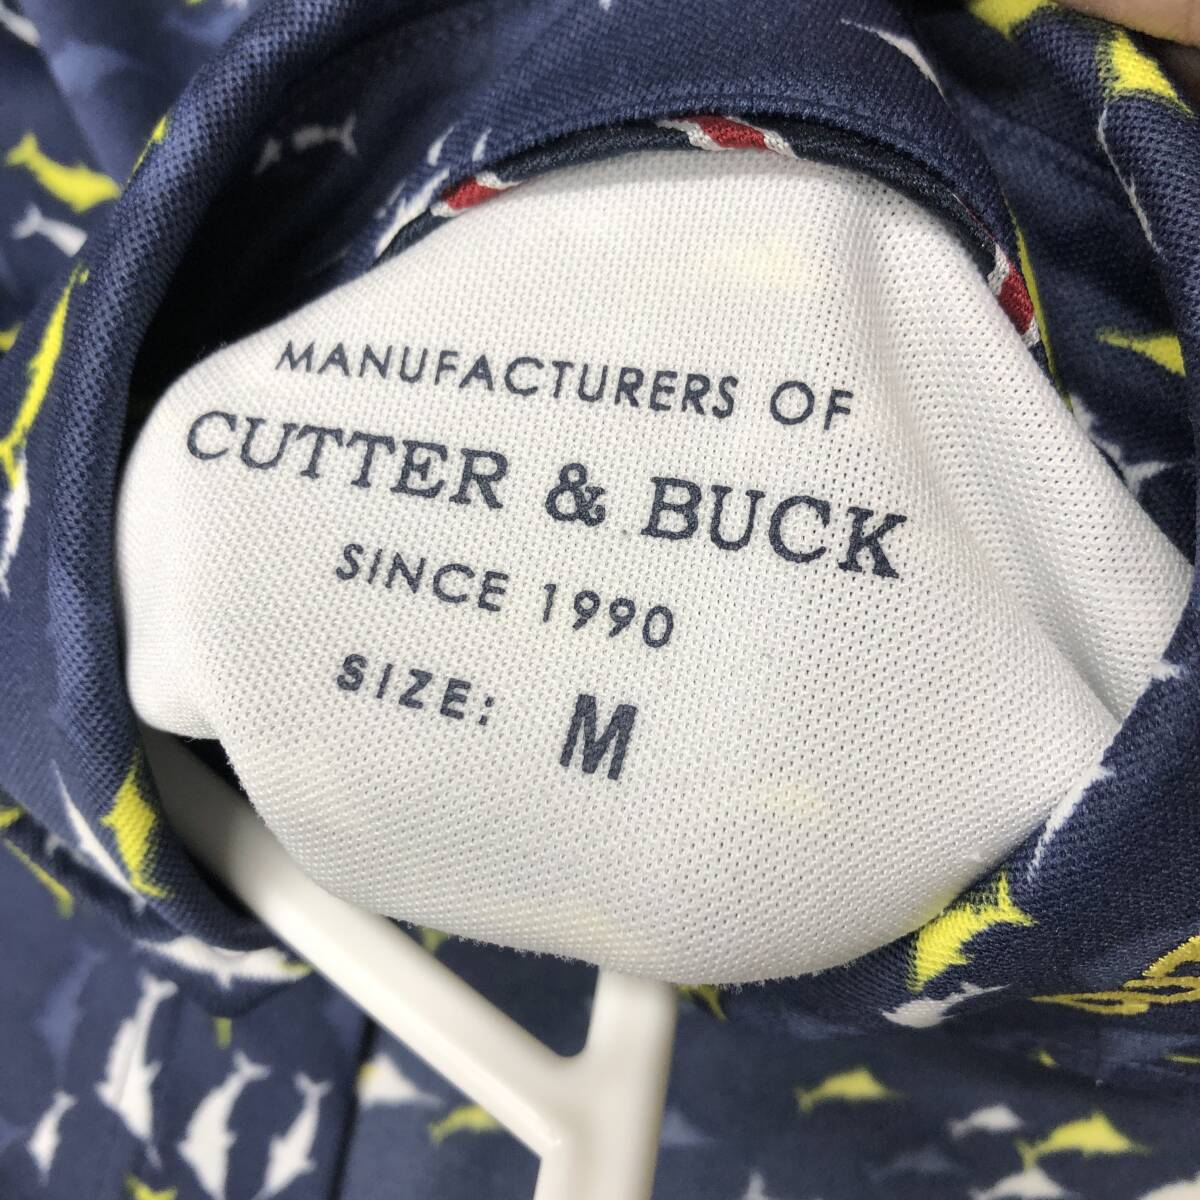 MANUFACTURERS OF
CUTTER & BUCK
SINCE 1990
SIZE: M